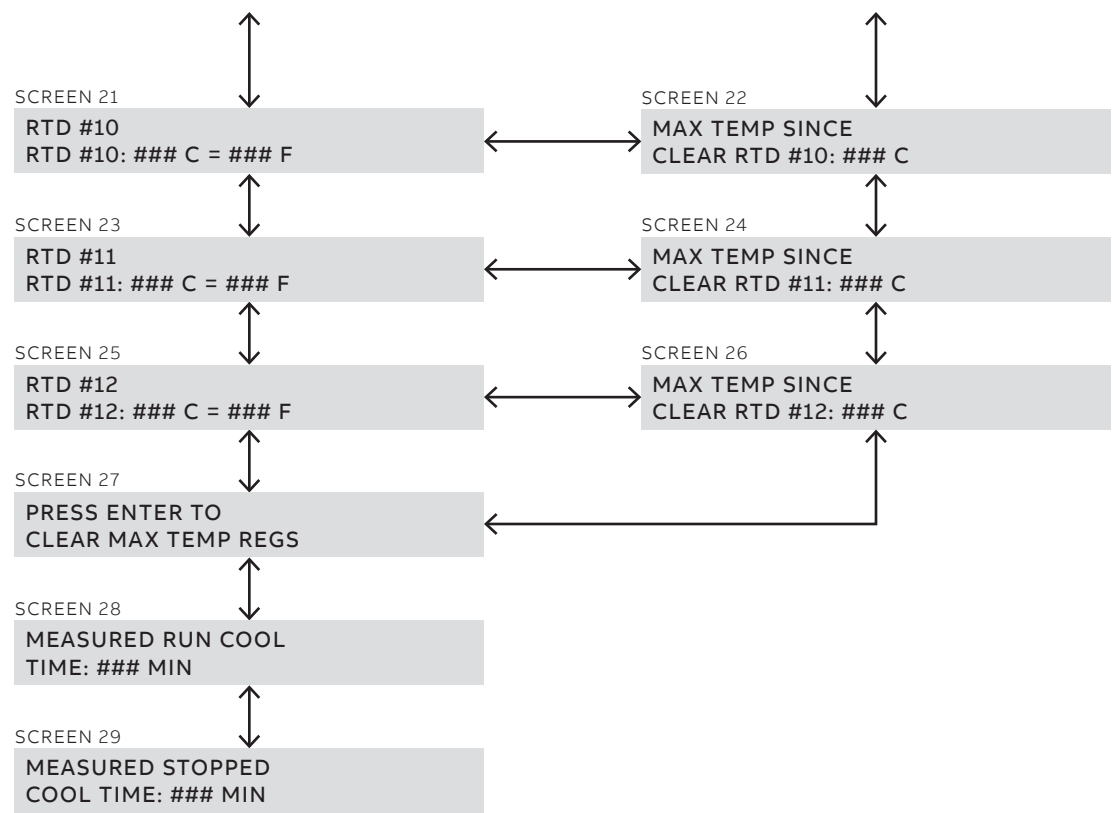 SCREEN 21
RTD #10
RTD #10: ### C = ### F
SCREEN 22
MAX TEMP SINCE
CLEAR RTD #10: ### C
SCREEN 23
RTD #11
RTD #11: ### C = ### F
SCREEN 24
MAX TEMP SINCE
CLEAR RTD #11: ### C
SCREEN 25
RTD #12
RTD #12: ### C = ### F
SCREEN 26
MAX TEMP SINCE
CLEAR RTD #12: ### C
SCREEN 27
PRESS ENTER TO
CLEAR MAX TEMP REGS
SCREEN 28
MEASURED RUN COOL
TIME: ### MIN
SCREEN 29
MEASURED STOPPED
COOL TIME: ### MIN